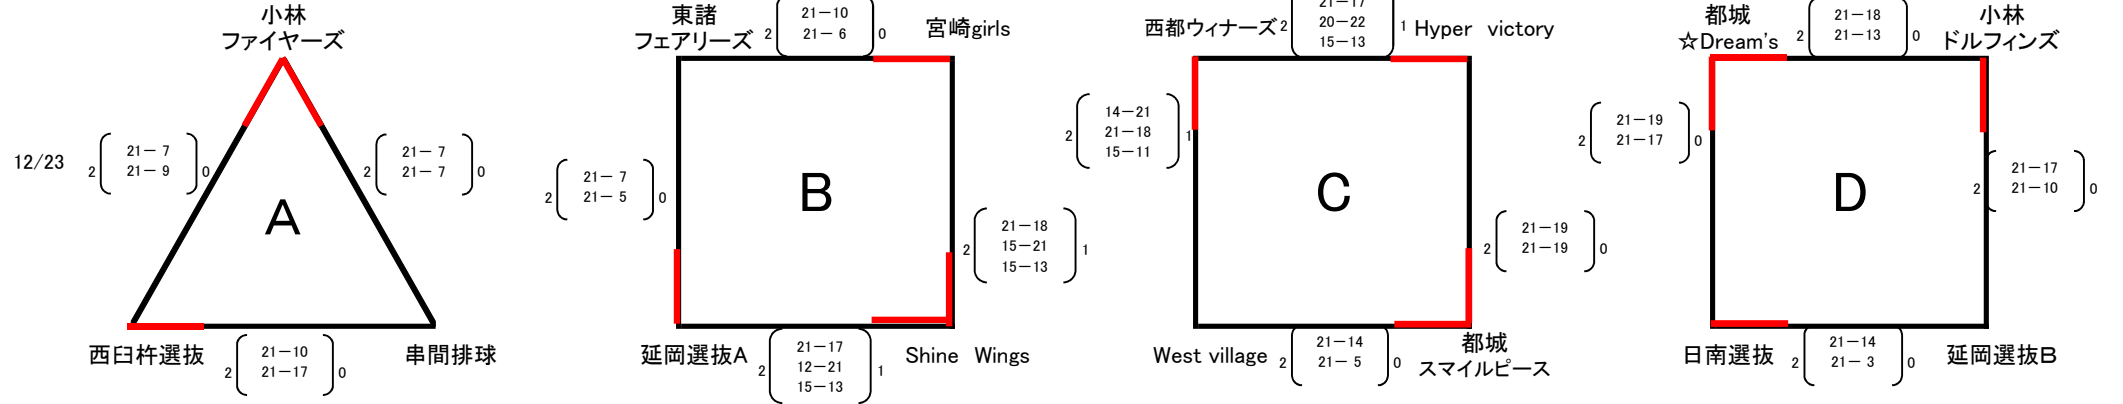 12/23
小林
ファイヤーズ
2
21－ 7
21－ 9
0
2
21－ 7
21－ 7
0
A
西臼杵選抜
2
21－10
21－17
0
串間排球
東諸
フェアリーズ
2
21－10
21－ 6
0
宮崎girls
2
21－ 7
21－ 5
0
B
2
21－18
15－21
15－13
1
延岡選抜A
2
21－17
12－21
15－13
1
Shine　Wings
西都ウィナーズ
2
21－17
20－22
15－13
1
Hyper　victory
2
14－21
21－18
15－11
1
C
2
21－19
21－19
0
West village
2
21－14
21－ 5
0
都城
スマイルピース
都城
☆Dream's
2
21－18
21－13
0
小林
ドルフィンズ
2
21－19
21－17
0
D
2
21－17
21－10
0
日南選抜
2
21－14
21－ 3
0
延岡選抜B